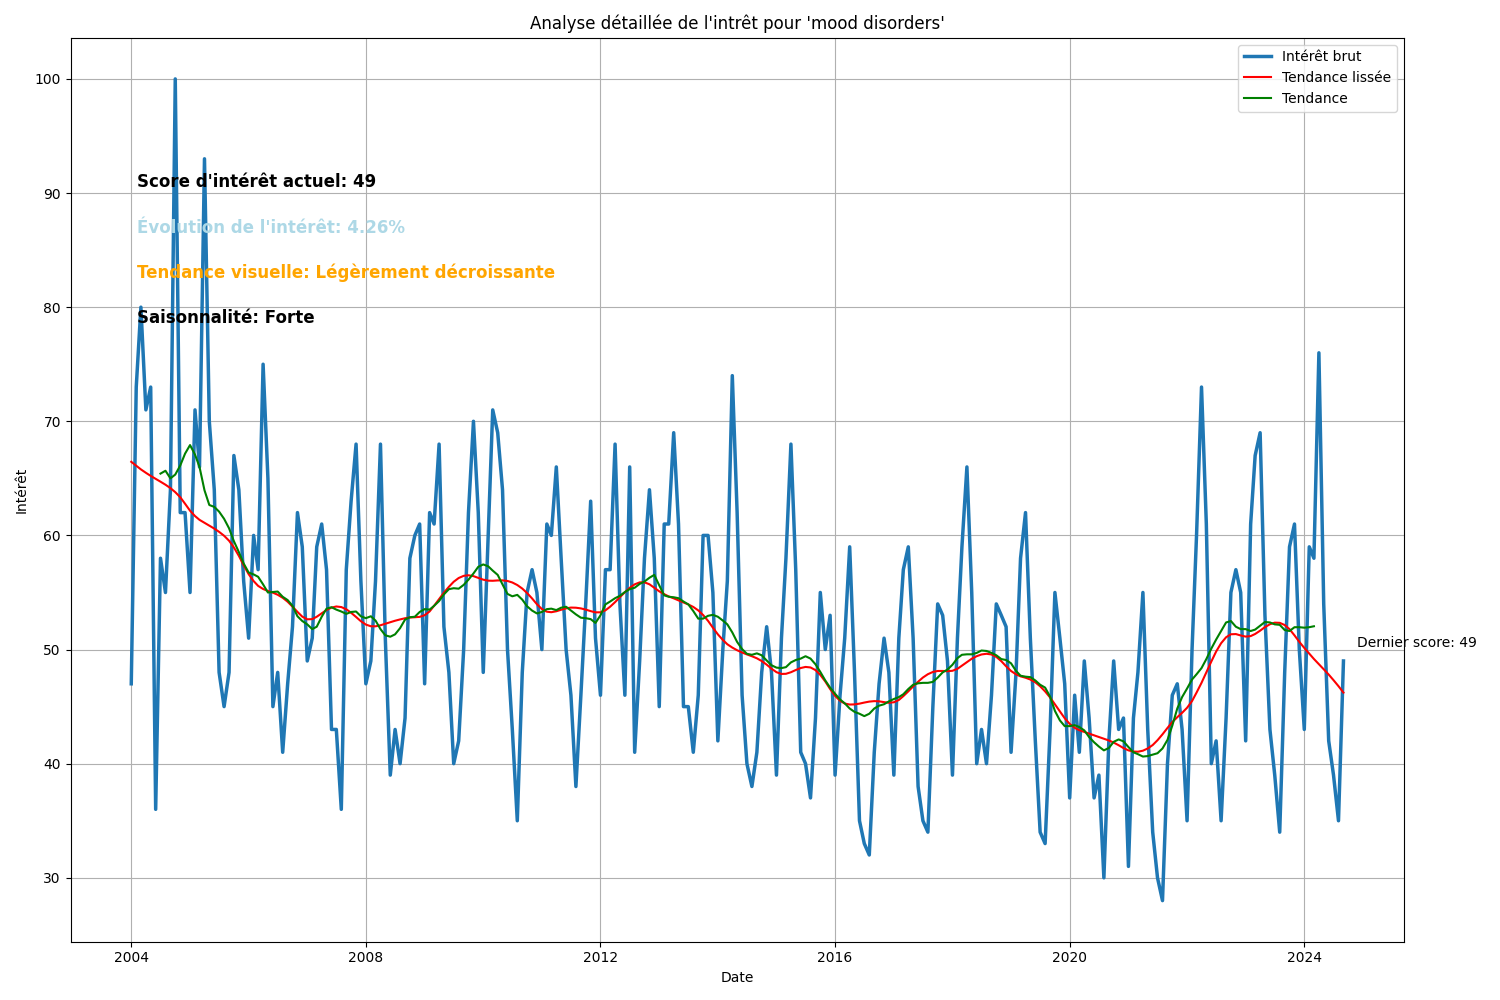 Analyse détaillée de l'intrêt pour 'mood disorders'
Intérêt brut
Tendance lissée
Tendance
Score d'intérêt actuel: 49
Évolution de l'intérêt: 4.26%
Tendance visuelle: Légèrement décroissante
Saisonnalité: Forte
Dernier score: 49
Intérêt
100
90
80
70
60
50
40
30
2004
2008
2012
2016
2020
2024
Date